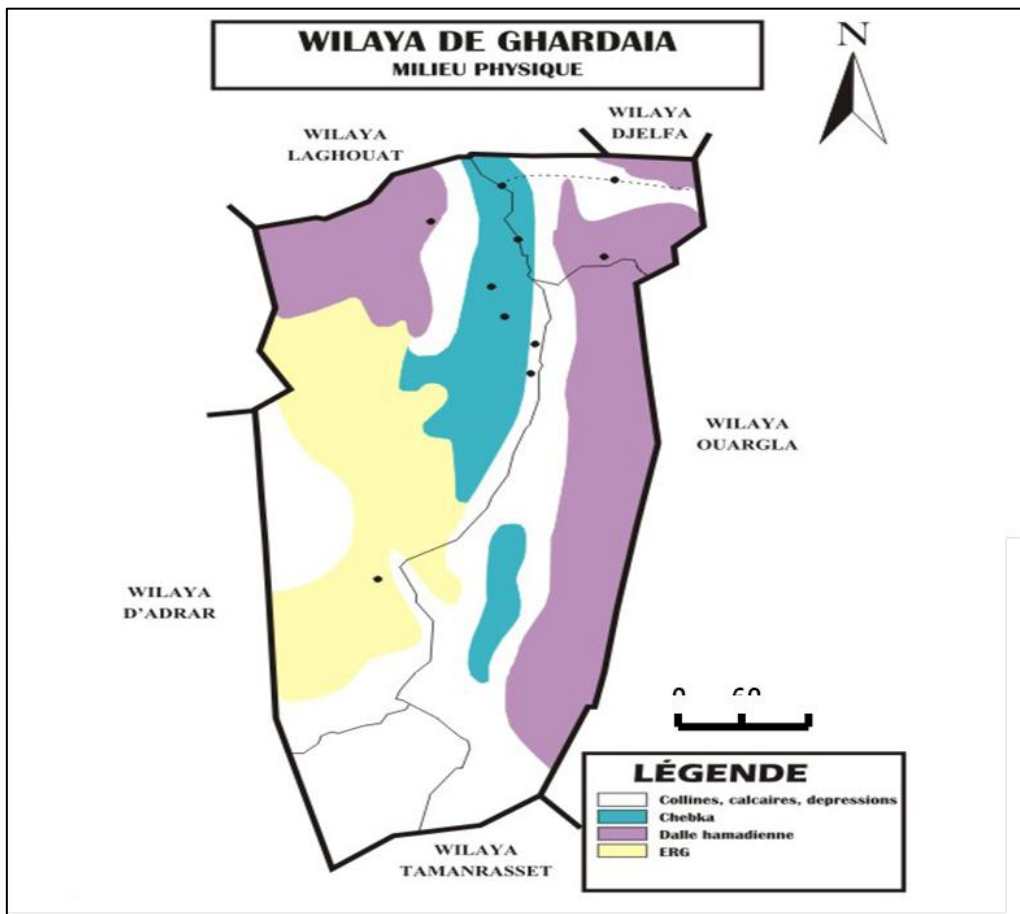 WILAYA DE GHARDAIA
MILIEU PHYSIQUE
N
WILAYA
DJELFA
WILAYA
LAGHOUAT
WILAYA
OUARGLA
WILAYA
D'ADRAR
LÉGENDE
Collines, calcaires, depressions
Chebka
Dalle hamadienne
ERG
WILAYA
TAMANRASSET